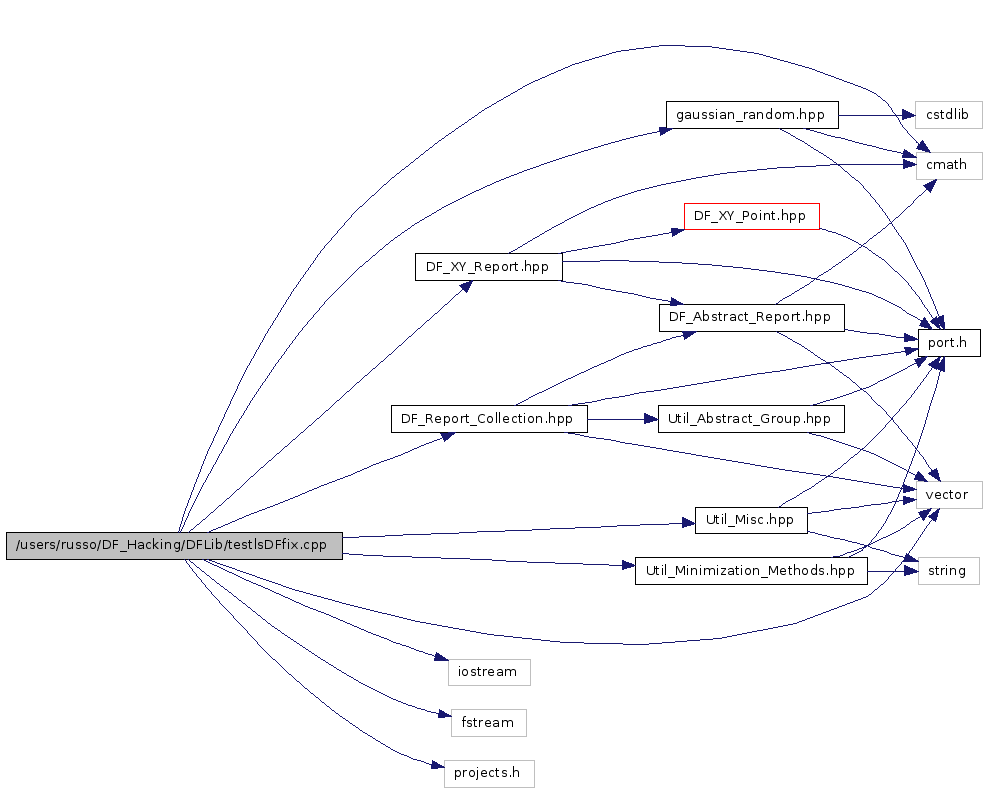 gaussian_random.hpp
cstdlib
cmath
DF_XY_Point.hpp
DF_XY_Report.hpp
DF_Abstract_Report.hpp
port.h
DF_Report_Collection.hpp
Util_Abstract_Group.hpp
vector
Util_Misc.hpp
/users/russo/DF_Hacking/DFLib/testlsDFfix.cpp
Util_Minimization_Methods.hpp
string
iostream
fstream
projects.h